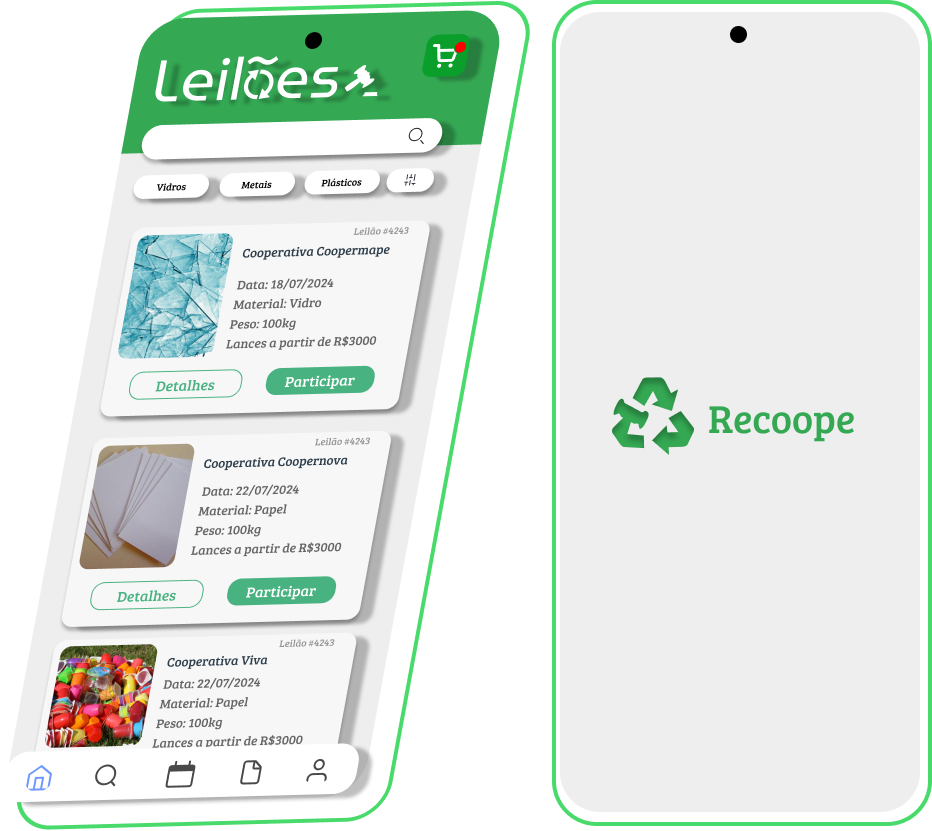 Leilões
Vidros
Metais
Plásticos
Leilão #4243
Cooperativa Coopermape
Data: 18/07/2024
Material: Vidro
Peso: 100kg
Lances a partir de R$3000
Detalhes
Participar
Leilão #4243
Cooperativa Coopernova
Data: 22/07/2024
Material: Papel
Peso: 100kg
Lances a partir de R$3000
Detalhes
Participar
Leilão #4243
Cooperativa Viva
Data: 22/07/2024
Material: Papel
Peso: 100kg
Lances a partir de R$3000
Recoope